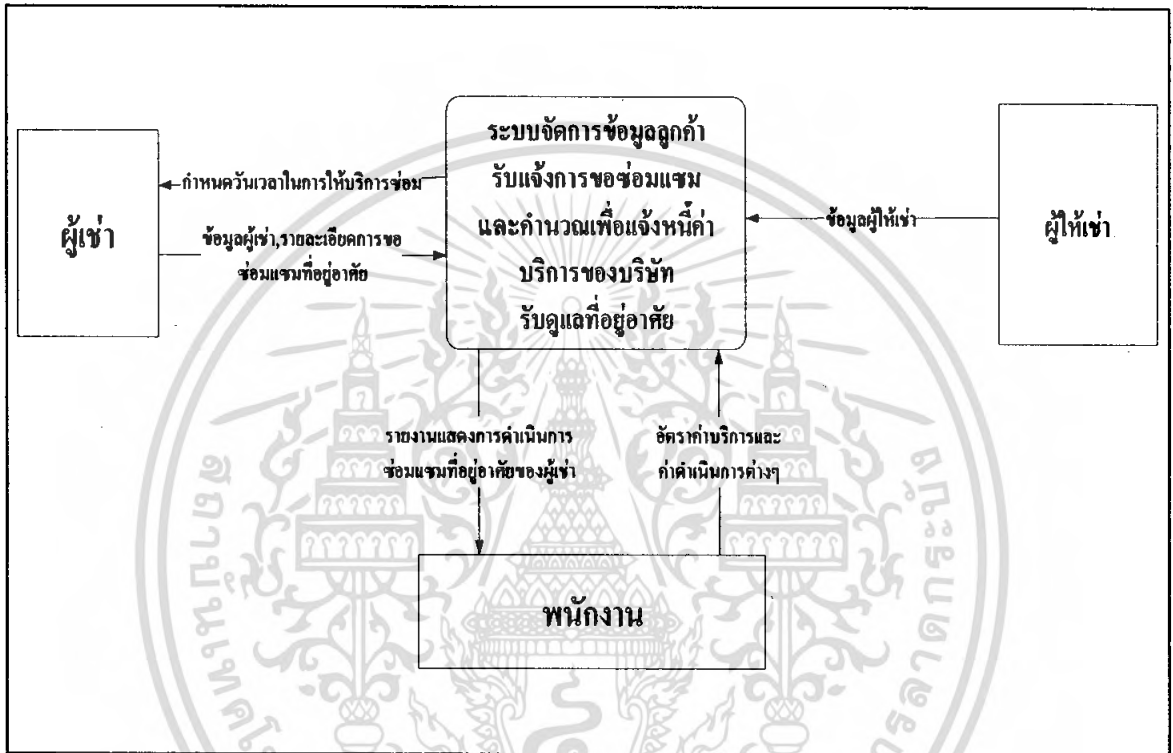 ระบบจัดการข้อมูลลูกค้า
รับแจ้งการขอซ่อมแซม
และคำนวณเพื่อแจ้งหนี้ค่า
บริการของบริษัท
รับดูแลที่อยู่อาศัย
ผู้เช่า
กำหนดวันเวลาในการให้บริการซ่อม
ข้อมูลผู้เช่า,รายละเอียดการขอ
ซ่อมแซมที่อยู่อาศัย
ข้อมูลผู้ให้เช่า
ผู้ให้เช่า
รายงานแสดงการดำเนินการ
ซ่อมแซมที่อยู่อาศัยของผู้เช่า
อัตราค่าบริการและ
ค่าดำเนินการต่างๆ
พนักงาน